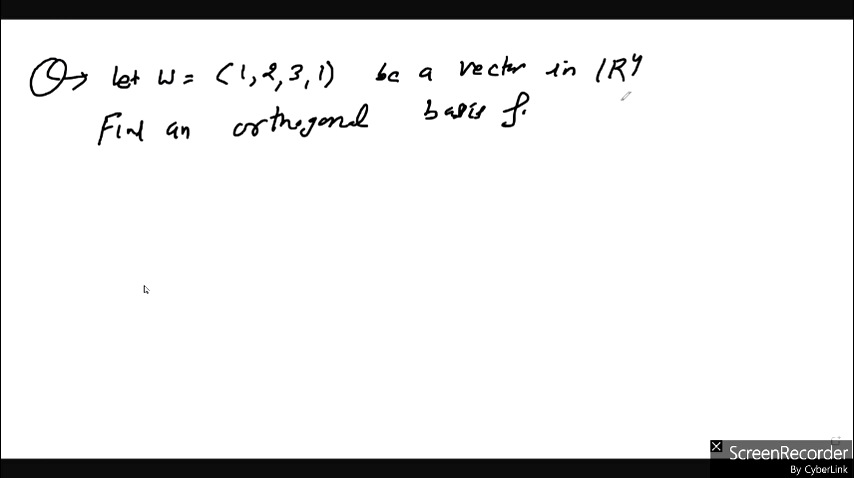 Q→ let w = (1, 2, 3, 1) be a vector in IR4
Find an orthogonal basis f.
ScreenRecorder
By CyberLink